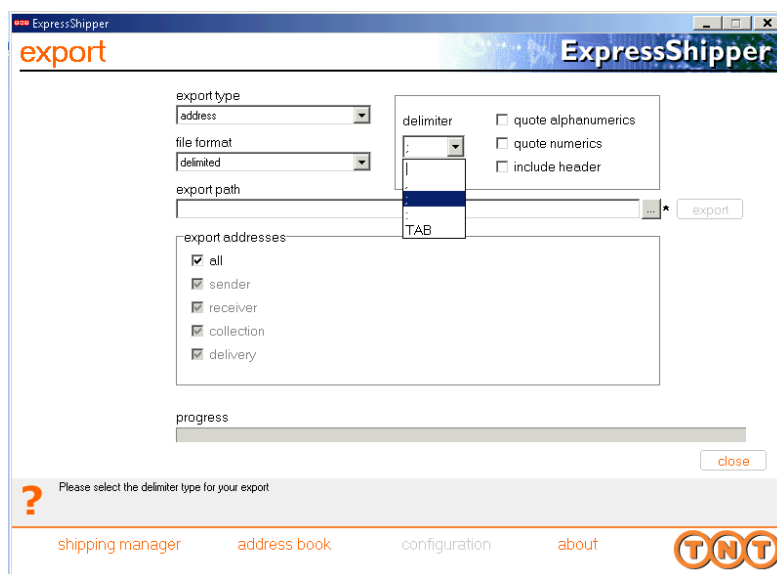 ExpressShipper
export
ExpressShipper
export type
address
delimiter
quote alphanumerics
file format
;
quote numerics
delimited
|
include header
,
export path
;
... * export
:
TAB
export addresses
all
sender
receiver
collection
delivery
progress
close
? Please select the delimiter type for your export
shipping manager address book configuration about
TNT